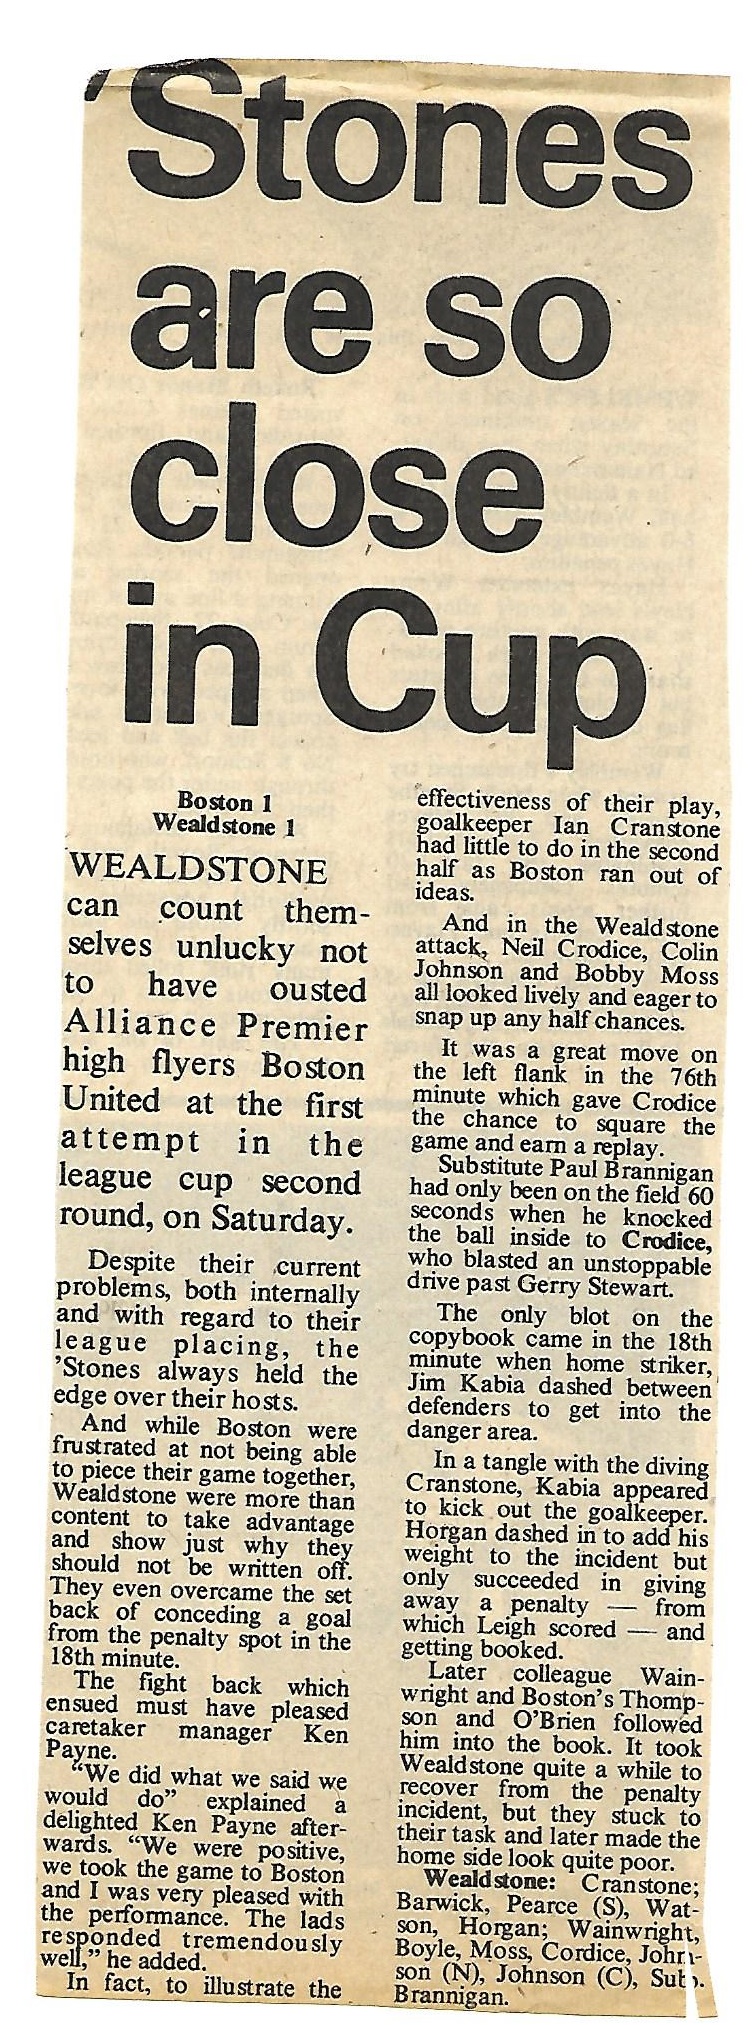 'Stones
are so
close
in Cup
Boston 1
Wealdstone 1
WEALDSTONE
can count them-
selves unlucky not
to have ousted
Alliance Premier
high flyers Boston
United at the first
attempt in the
league cup second
round, on Saturday.
Despite their current
problems, both internally
and with regard to their
league placing, the
'Stones always held the
edge over their hosts.
And while Boston were
frustrated at not being able
to piece their game together,
Wealdstone were more than
content to take advantage
and show just why they
should not be written off.
They even overcame the set
back of conceding a goal
from the penalty spot in the
18th minute.
The fight back which
ensued must have pleased
caretaker manager Ken
Payne.
"We did what we said we
would do" explained a
delighted Ken Payne after-
wards. "We were positive,
we took the game to Boston
and I was very pleased with
the performance. The lads
responded tremendously
well," he added.
In fact, to illustrate the
effectiveness of their play,
goalkeeper Ian Cranstone
had little to do in the second
half as Boston ran out of
ideas.
And in the Wealdstone
attack, Neil Crodice, Colin
Johnson and Bobby Moss
all looked lively and eager to
snap up any half chances.
It was a great move on
the left flank in the 76th
minute which gave Crodice
the chance to square the
game and earn a replay.
Substitute Paul Brannigan
had only been on the field 60
seconds when he knocked
the ball inside to Crodice,
who blasted an unstoppable
drive past Gerry Stewart.
The only blot on the
copybook came in the 18th
minute when home striker,
Jim Kabia dashed between
defenders to get into the
danger area.
In a tangle with the diving
Cranstone, Kabia appeared
to kick out the goalkeeper.
Horgan dashed in to add his
weight to the incident but
only succeeded in giving
away a penalty — from
which Leigh scored — and
getting booked.
Later colleague Wain-
wright and Boston's Thomp-
son and O'Brien followed
him into the book. It took
Wealdstone quite a while to
recover from the penalty
incident, but they stuck to
their task and later made the
home side look quite poor.
Wealdstone: Cranstone;
Barwick, Pearce (S), Wat-
son, Horgan; Wainwright,
Boyle, Moss, Cordice, John-
son (N), Johnson (C), Sub.
Brannigan.